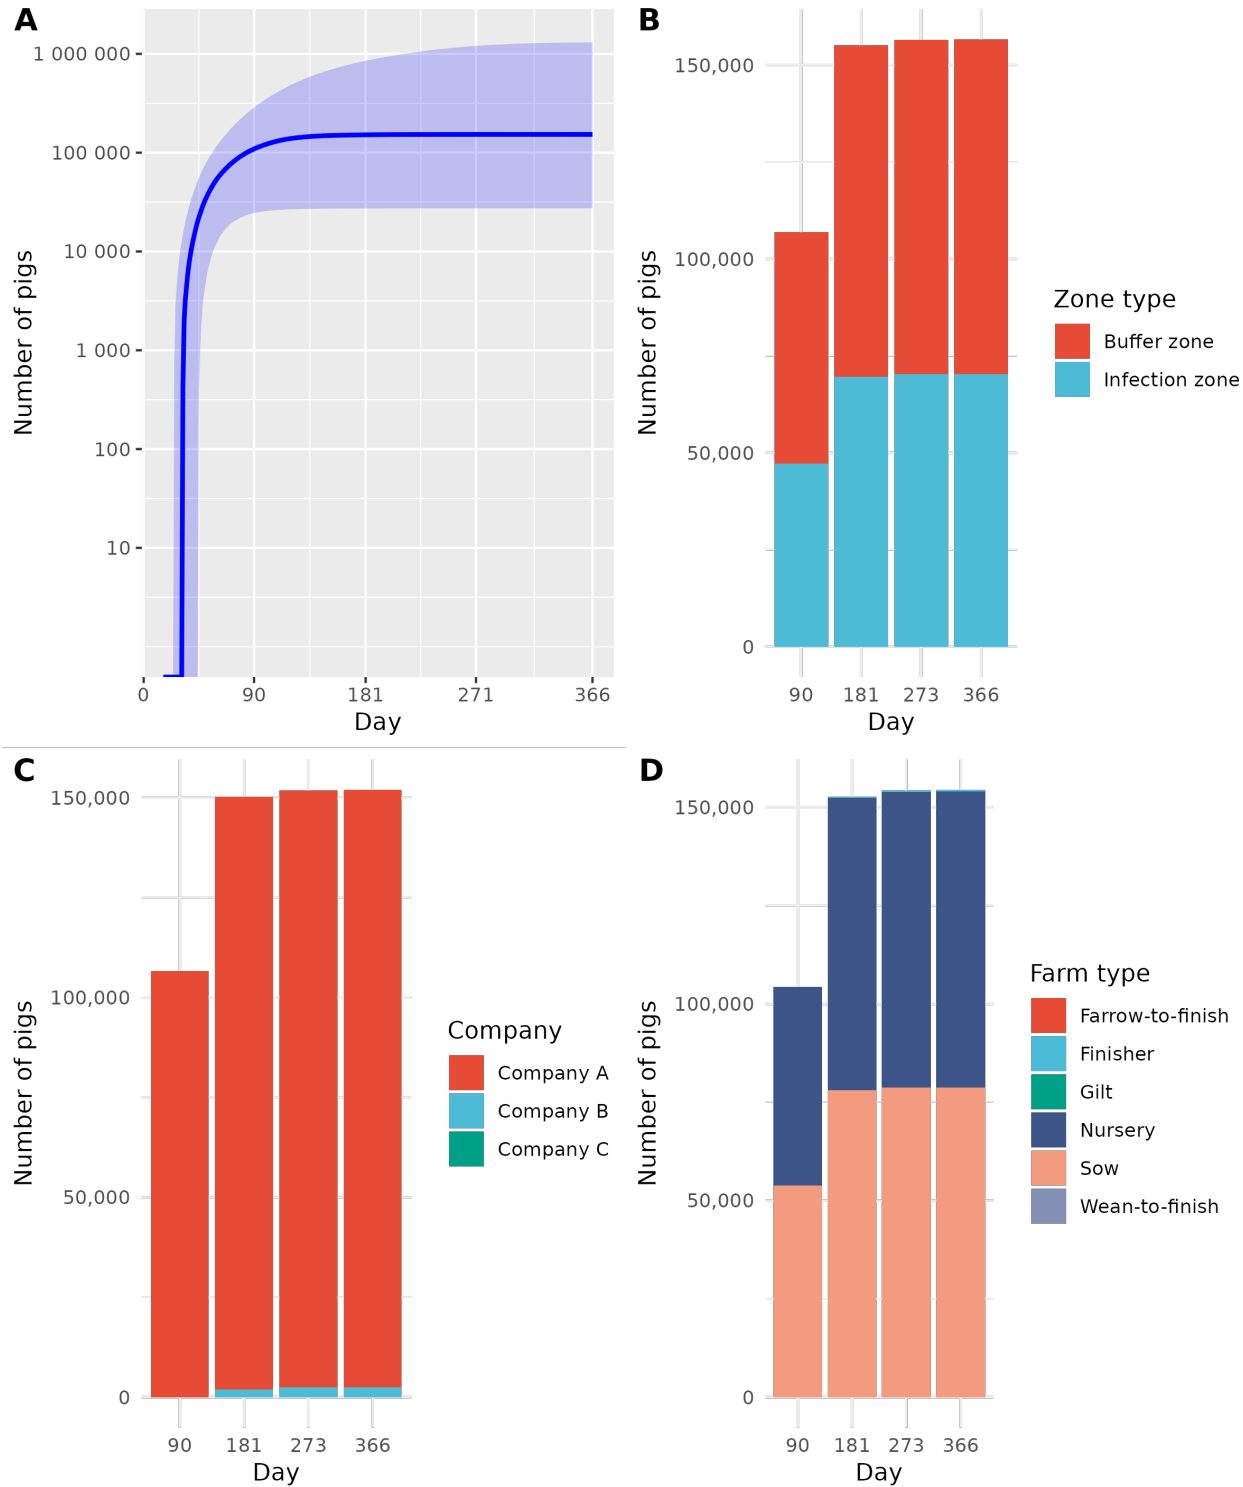 A
Number of pigs
1 000 000
100 000
10 000
1 000
100
10
0 90 181 271 366
Day
B
Number of pigs
150,000
100,000
50,000
0
90 181 273 366
Day
Zone type
Buffer zone
Infection zone
C
Number of pigs
150,000
100,000
50,000
0
90 181 273 366
Day
Company
Company A
Company B
Company C
D
Number of pigs
150,000
100,000
50,000
0
90 181 273 366
Day
Farm type
Farrow-to-finish
Finisher
Gilt
Nursery
Sow
Wean-to-finish